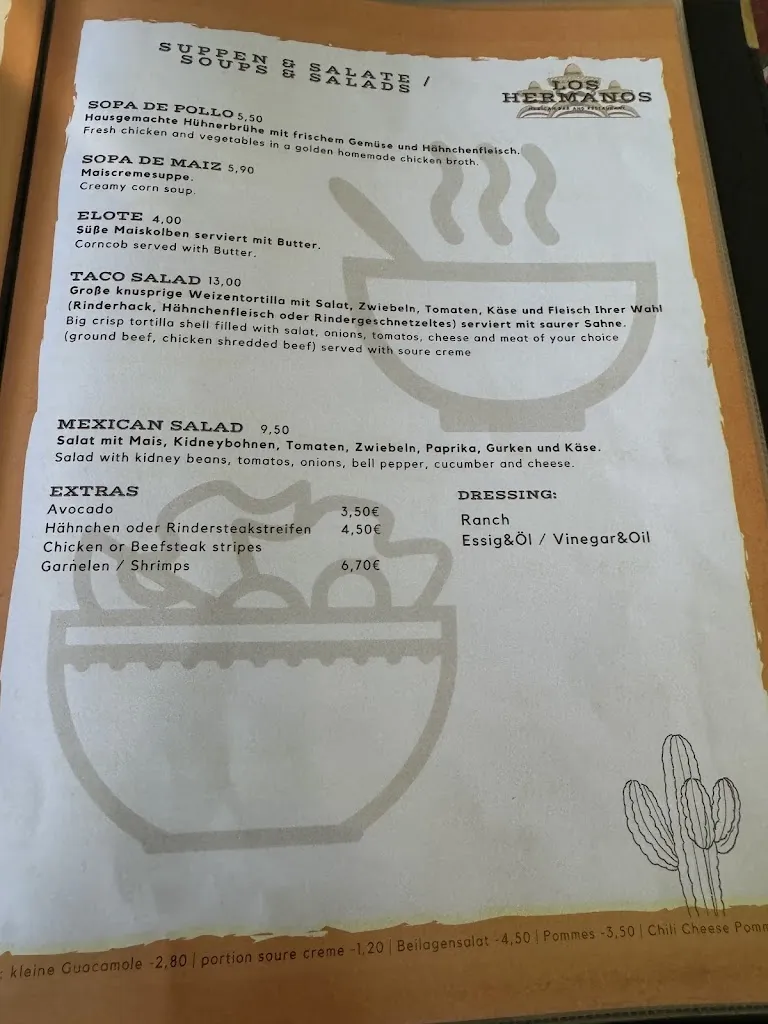 SUPPEN & SALATE /
SOUPS & SALADS
LOS
HERMANOS
MEXICAN BAR AND RESTAURANT
SOPA DE POLLO 5,50
Hausgemachte Hühnerbrühe mit frischem Gemüse und Hähnchenfleisch.
Fresh chicken and vegetables in a golden homemade chicken broth.
SOPA DE MAIZ 5,90
Maiscremesuppe.
Creamy corn soup.
ELOTE 4,00
Süße Maiskolben serviert mit Butter.
Corncob served with Butter.
TACO SALAD 13,00
Große knusprige Weizentortilla mit Salat, Zwiebeln, Tomaten, Käse und Fleisch Ihrer Wahl
(Rinderhack, Hähnchenfleisch oder Rindergeschnetzeltes) serviert mit saurer Sahne.
Big crisp tortilla shell filled with salat, onions, tomatos, cheese and meat of your choice
(ground beef, chicken shredded beef) served with soure creme
MEXICAN SALAD 9,50
Salat mit Mais, Kidneybohnen, Tomaten, Zwiebeln, Paprika, Gurken und Käse.
Salad with kidney beans, tomatos, onions, bell pepper, cucumber and cheese.
EXTRAS
Avocado 3,50€
Hähnchen oder Rindersteakstreifen 4,50€
Chicken or Beefsteak stripes
Garnelen / Shrimps 6,70€
DRESSING:
Ranch
Essig&Öl / Vinegar&Oil
: kleine Guacamole -2,80 | portion soure creme -1,20 | Beilagensalat -4,50 | Pommes -3,50 | Chili Cheese Pomm